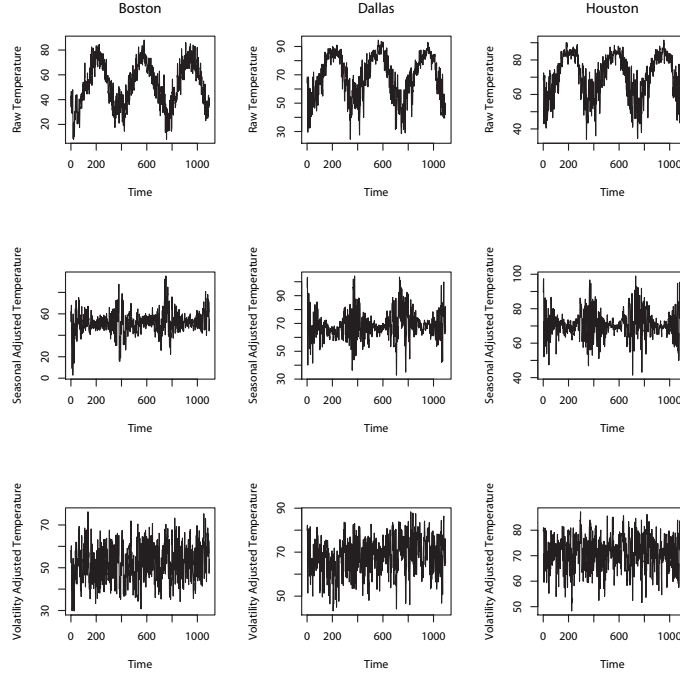 Boston
Dallas
Houston
Raw Temperature
20 40 60 80
0 200 600 1000
Time
Raw Temperature
30 50 70 90
0 200 600 1000
Time
Raw Temperature
40 60 80
0 200 600 1000
Time
Seasonal Adjusted Temperature
0 20 60
0 200 600 1000
Time
Seasonal Adjusted Temperature
30 50 70 90
0 200 600 1000
Time
Seasonal Adjusted Temperature
40 60 80 100
0 200 600 1000
Time
Volatility Adjusted Temperature
30 50 70
0 200 600 1000
Time
Volatility Adjusted Temperature
50 70 90
0 200 600 1000
Time
Volatility Adjusted Temperature
50 60 70 80
0 200 600 1000
Time